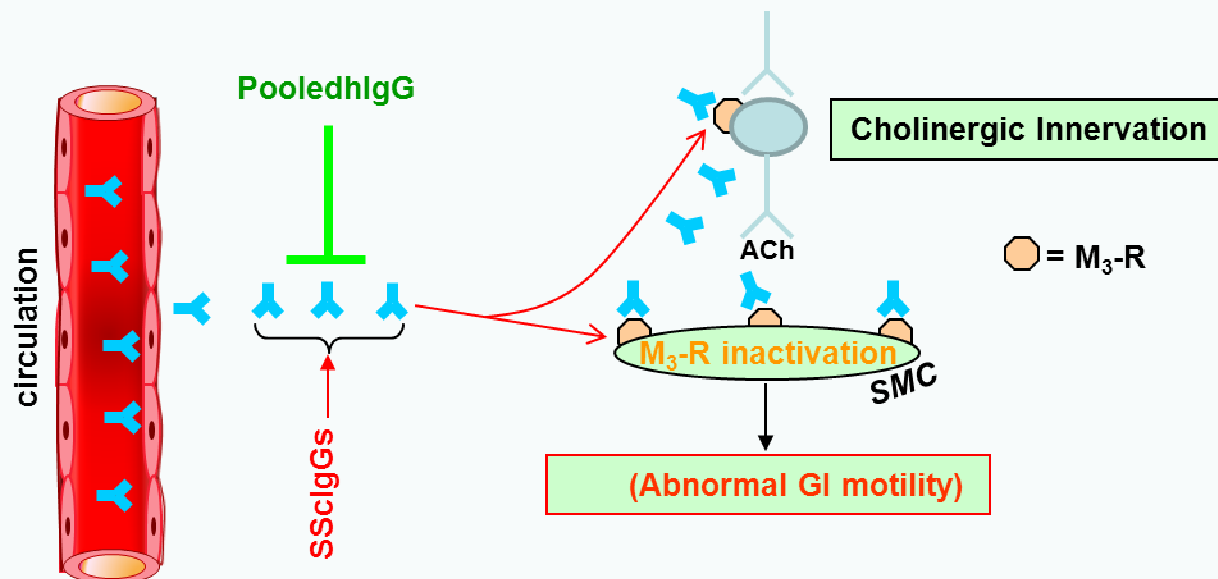 PooledhIgG
Cholinergic Innervation
circulation
ACh
= M₃-R
M₃-R inactivation
SMC
SScIgGs
(Abnormal GI motility)